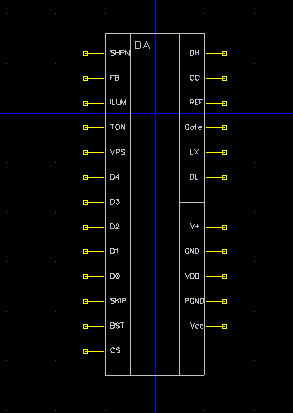 DA
SHPN
FB
ILUM
TON
VPS
D4
D3
D2
D1
D0
SKIP
BST
CS
DH
CC
REF
Gate
LX
DL
V+
GND
VDD
PGND
Vcc